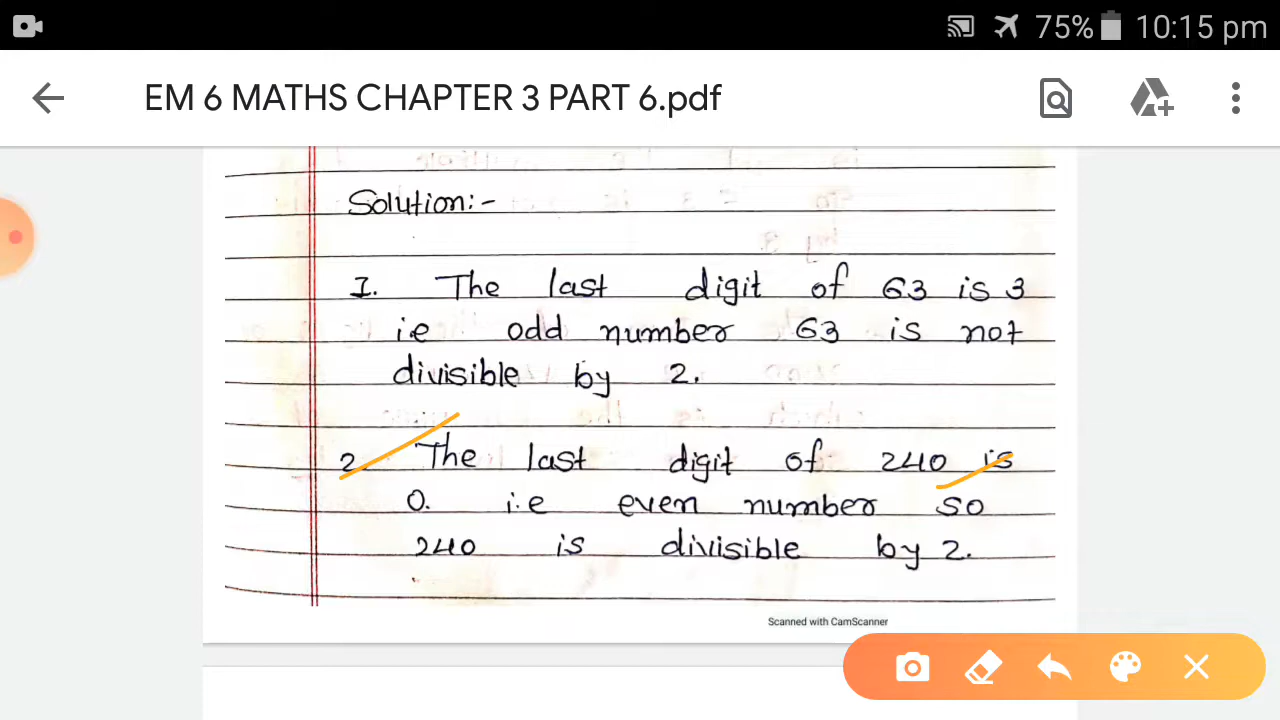 75% 10:15 pm
EM 6 MATHS CHAPTER 3 PART 6.pdf
Solution:-
1. The last digit of 63 is 3
i.e odd number 63 is not
divisible by 2.
2 The last digit of 240 is
0. i.e even number so
240 is divisible by 2.
Scanned with CamScanner